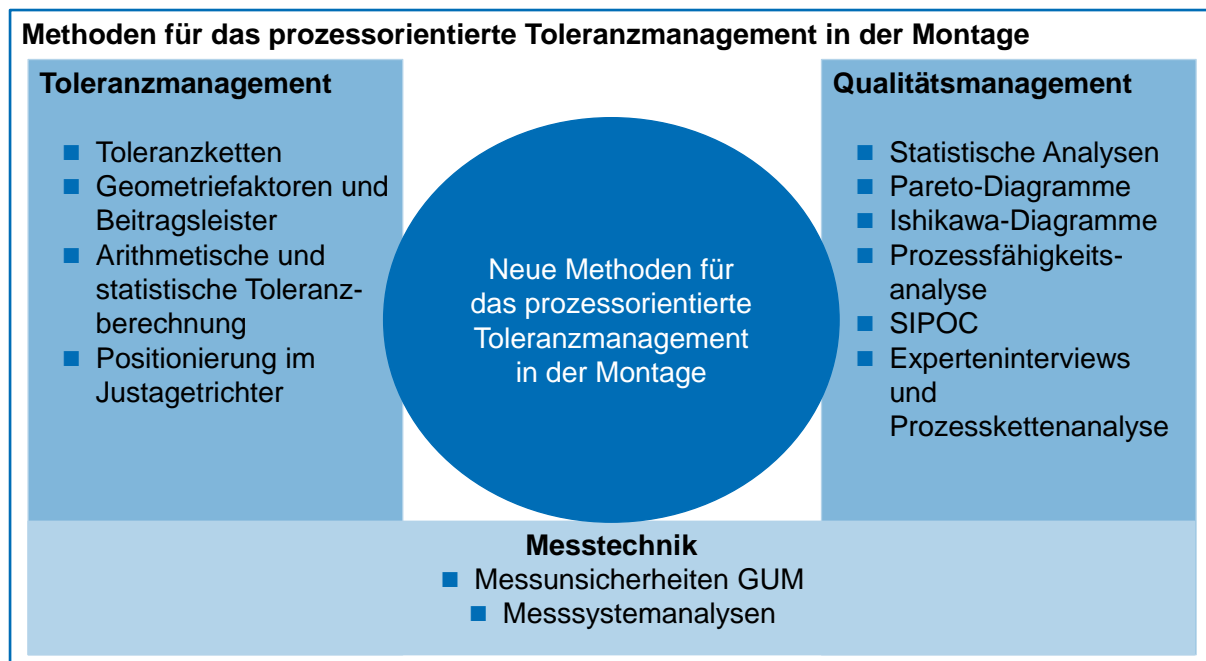 Methoden für das prozessorientierte Toleranzmanagement in der Montage
Toleranzmanagement
Toleranzketten
Geometriefaktoren und
Beitragsleister
Arithmetische und
statistische Toleranz-
berechnung
Positionierung im
Justagetrichter
Neue Methoden für
das prozessorientierte
Toleranzmanagement
in der Montage
Qualitätsmanagement
Statistische Analysen
Pareto-Diagramme
Ishikawa-Diagramme
Prozessfähigkeits-
analyse
SIPOC
Experteninterviews
und
Prozesskettenanalyse
Messtechnik
Messunsicherheiten GUM
Messsystemanalysen